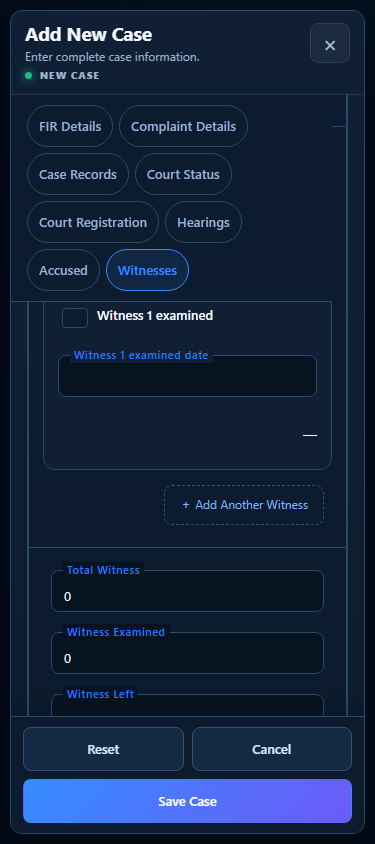 Add New Case
Enter complete case information.
NEW CASE
FIR Details
Complaint Details
Case Records
Court Status
Court Registration
Hearings
Accused
Witnesses
Witness 1 examined
Witness 1 examined date
—
+ Add Another Witness
Total Witness
0
Witness Examined
0
Witness Left
Reset
Cancel
Save Case